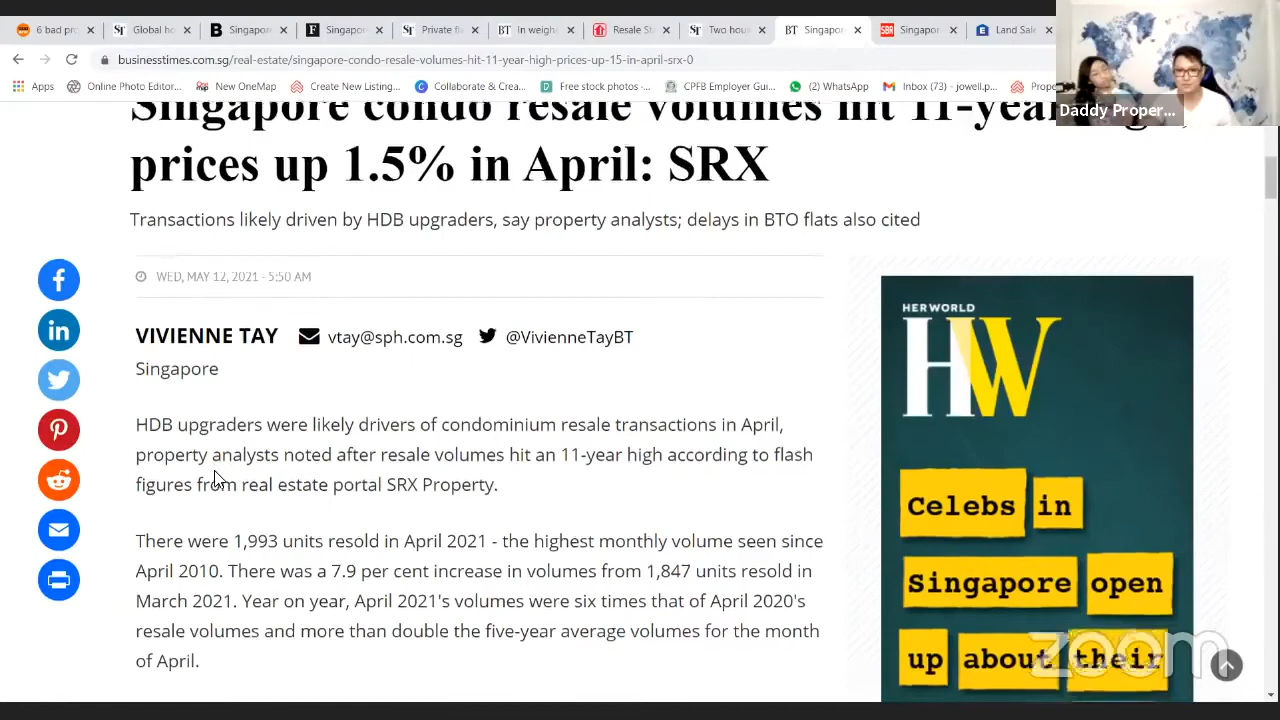 6 bad pr
Global ho
Singapor
Singapor
Private fl
In weigh
Resale St
Two hou
Singapor
Singapor
Land Sale
businesstimes.com.sg/real-estate/singapore-condo-resale-volumes-hit-11-year-high-prices-up-15-in-april-srx-0
Apps
Online Photo Editor...
New OneMap
Create New Listing...
Collaborate - Crea...
Free stock photos -...
CPFB Employer Gui...
(2) WhatsApp
Inbox (73) - jowell.p...
Daddy Proper...
Singapore condo resale volumes hit 11-year
prices up 1.5% in April: SRX
Transactions likely driven by HDB upgraders, say property analysts; delays in BTO flats also cited
WED, MAY 12, 2021 - 5:50 AM
VIVIENNE TAY vtay@sph.com.sg @VivienneTayBT
Singapore
HDB upgraders were likely drivers of condominium resale transactions in April,
property analysts noted after resale volumes hit an 11-year high according to flash
figures from real estate portal SRX Property.
There were 1,993 units resold in April 2021 - the highest monthly volume seen since
April 2010. There was a 7.9 per cent increase in volumes from 1,847 units resold in
March 2021. Year on year, April 2021's volumes were six times that of April 2020's
resale volumes and more than double the five-year average volumes for the month
of April.
HERWORLD
HW
Celebs in
Singapore open
up about their
zoom